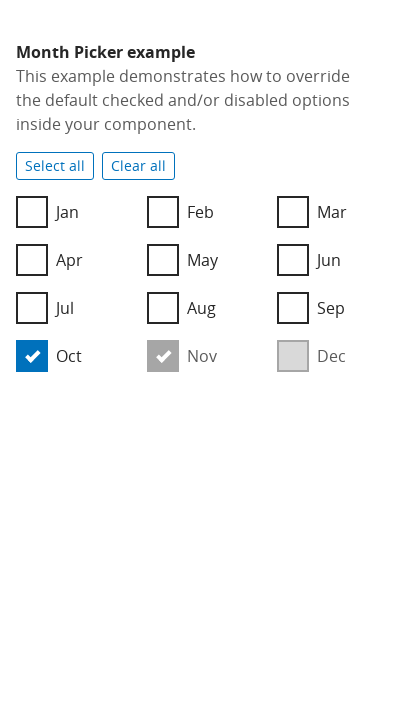 Month Picker example
This example demonstrates how to override
the default checked and/or disabled options
inside your component.
Select all Clear all
Jan Feb Mar
Apr May Jun
Jul Aug Sep
Oct Nov Dec